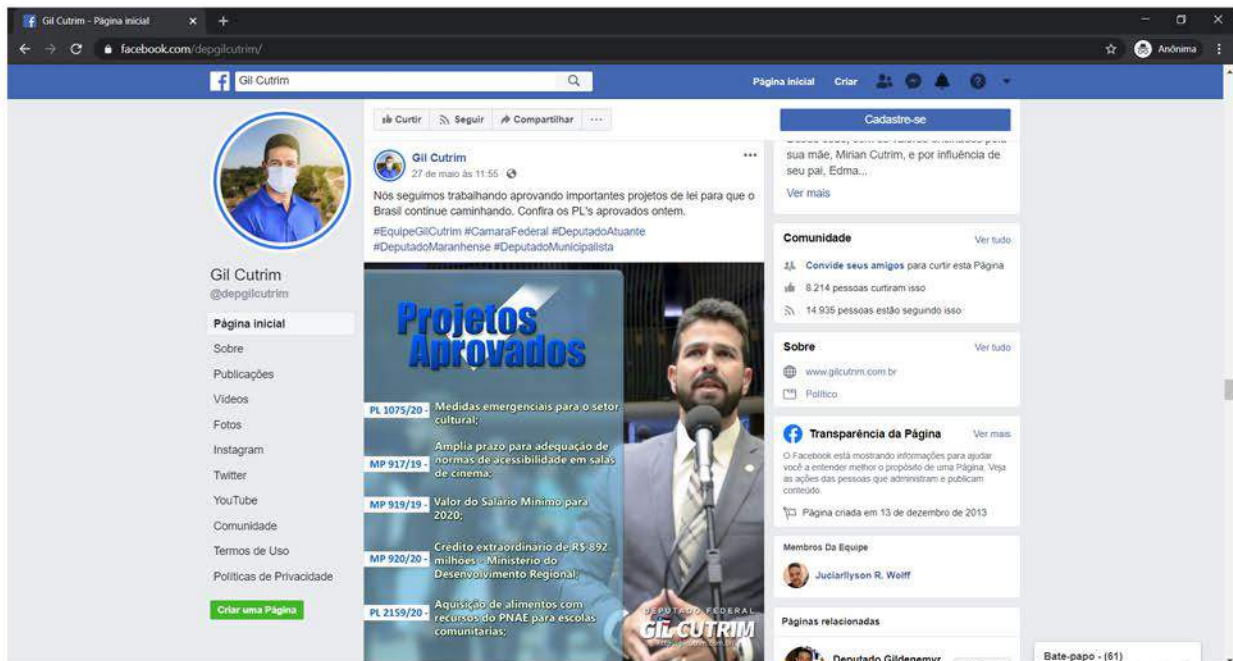 Gil Cutrim - Página inicial
facebook.com/depgilcutrim/
Anônima
Gil Cutrim
Página inicial
Criar
Curtir
Seguir
Compartilhar
Cadastre-se
Gil Cutrim
@depgilcutrim
Página inicial
Sobre
Publicações
Vídeos
Fotos
Instagram
Twitter
YouTube
Comunidade
Termos de Uso
Políticas de Privacidade
Criar uma Página
Gil Cutrim
27 de maio às 11:55
Nós seguimos trabalhando aprovando importantes projetos de lei para que o
Brasil continue caminhando. Confira os PL's aprovados ontem.
#EquipeGilCutrim #CamaraFederal #DeputadoAtuante
#DeputadoMaranhense #DeputadoMunicipalista
Projetos
Aprovados
PL 1075/20 - Medidas emergenciais para o setor
cultural;
MP 917/19 - Amplia prazo para adequação de
normas de acessibilidade em salas
de cinema;
MP 919/19 - Valor do Salário Mínimo para
2020;
MP 920/20 - Crédito extraordinário de R$ 892
milhões - Ministério do
Desenvolvimento Regional;
PL 2159/20 - Aquisição de alimentos com
recursos do PNAE para escolas
comunitárias;
DEPUTADO FEDERAL
GIL CUTRIM
sua mãe, Mirian Cutrim, e por influência de
seu pai, Edma...
Ver mais
Comunidade
Ver tudo
Convide seus amigos para curtir esta Página
8.214 pessoas curtiram isso
14.935 pessoas estão seguindo isso
Sobre
Ver tudo
www.gilcutrim.com.br
Político
Transparência da Página
Ver mais
O Facebook está mostrando informações para ajudar
você a entender melhor o propósito de uma Página. Veja
as ações das pessoas que administram e publicam
conteúdo.
Página criada em 13 de dezembro de 2013
Membros Da Equipe
Juciarllyson R. Wolff
Páginas relacionadas
Deputado Gildenemyr
Bate-papo - (61)